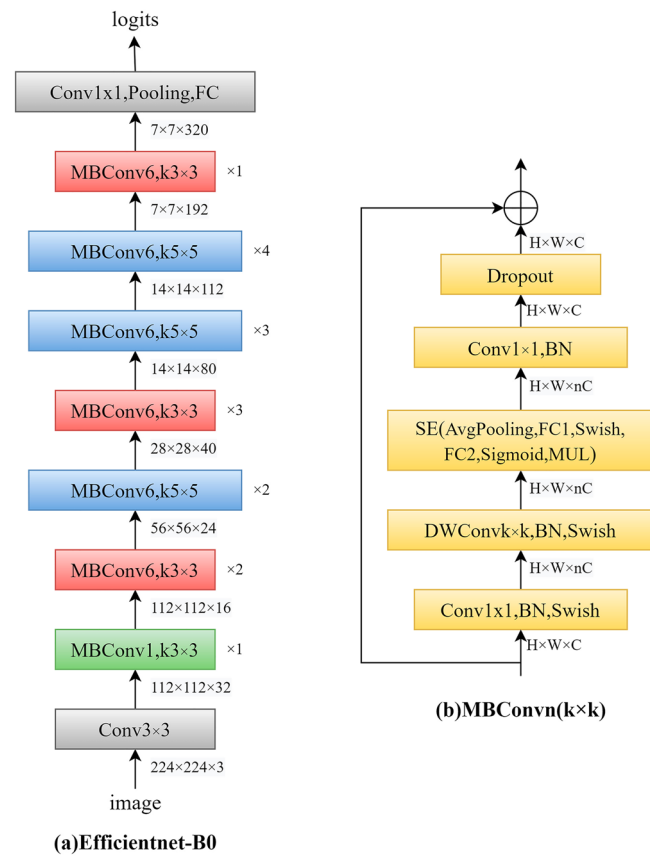 logits
Conv1x1,Pooling,FC
7×7×320
MBConv6,k3×3 ×1
7×7×192
MBConv6,k5×5 ×4
14×14×112
MBConv6,k5×5 ×3
14×14×80
MBConv6,k3×3 ×3
28×28×40
MBConv6,k5×5 ×2
56×56×24
MBConv6,k3×3 ×2
112×112×16
MBConv1,k3×3 ×1
112×112×32
Conv3×3
224×224×3
image
(a)Efficientnet-B0
H×W×C
Dropout
H×W×C
Conv1×1,BN
H×W×nC
SE(AvgPooling,FC1,Swish,
FC2,Sigmoid,MUL)
H×W×nC
DWConvk×k,BN,Swish
H×W×nC
Conv1x1,BN,Swish
H×W×C
(b)MBConvn(k×k)